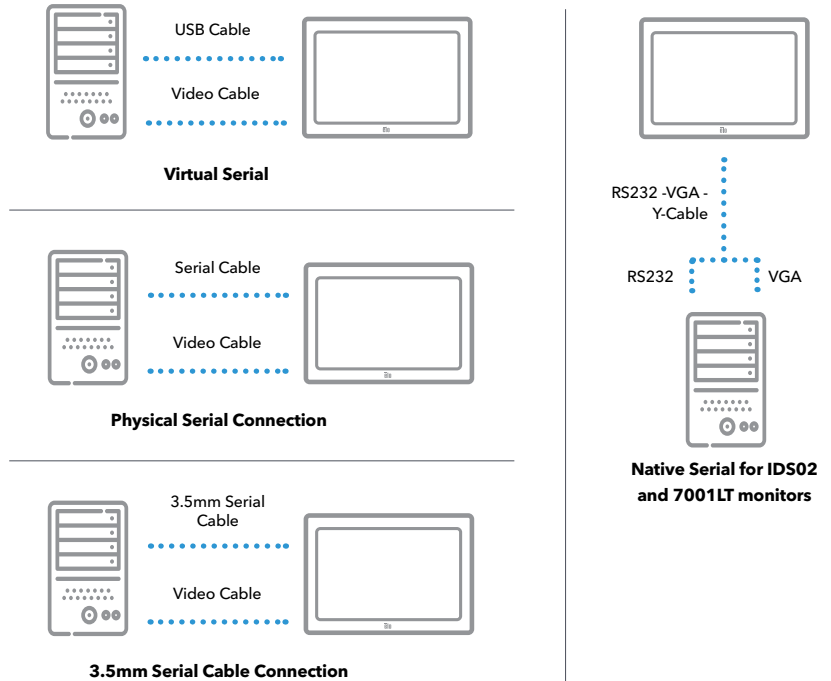 USB Cable
Video Cable
Virtual Serial
Serial Cable
Video Cable
Physical Serial Connection
3.5mm Serial
Cable
Video Cable
3.5mm Serial Cable Connection
RS232 -VGA -
Y-Cable
RS232
VGA
Native Serial for IDS02
and 7001LT monitors